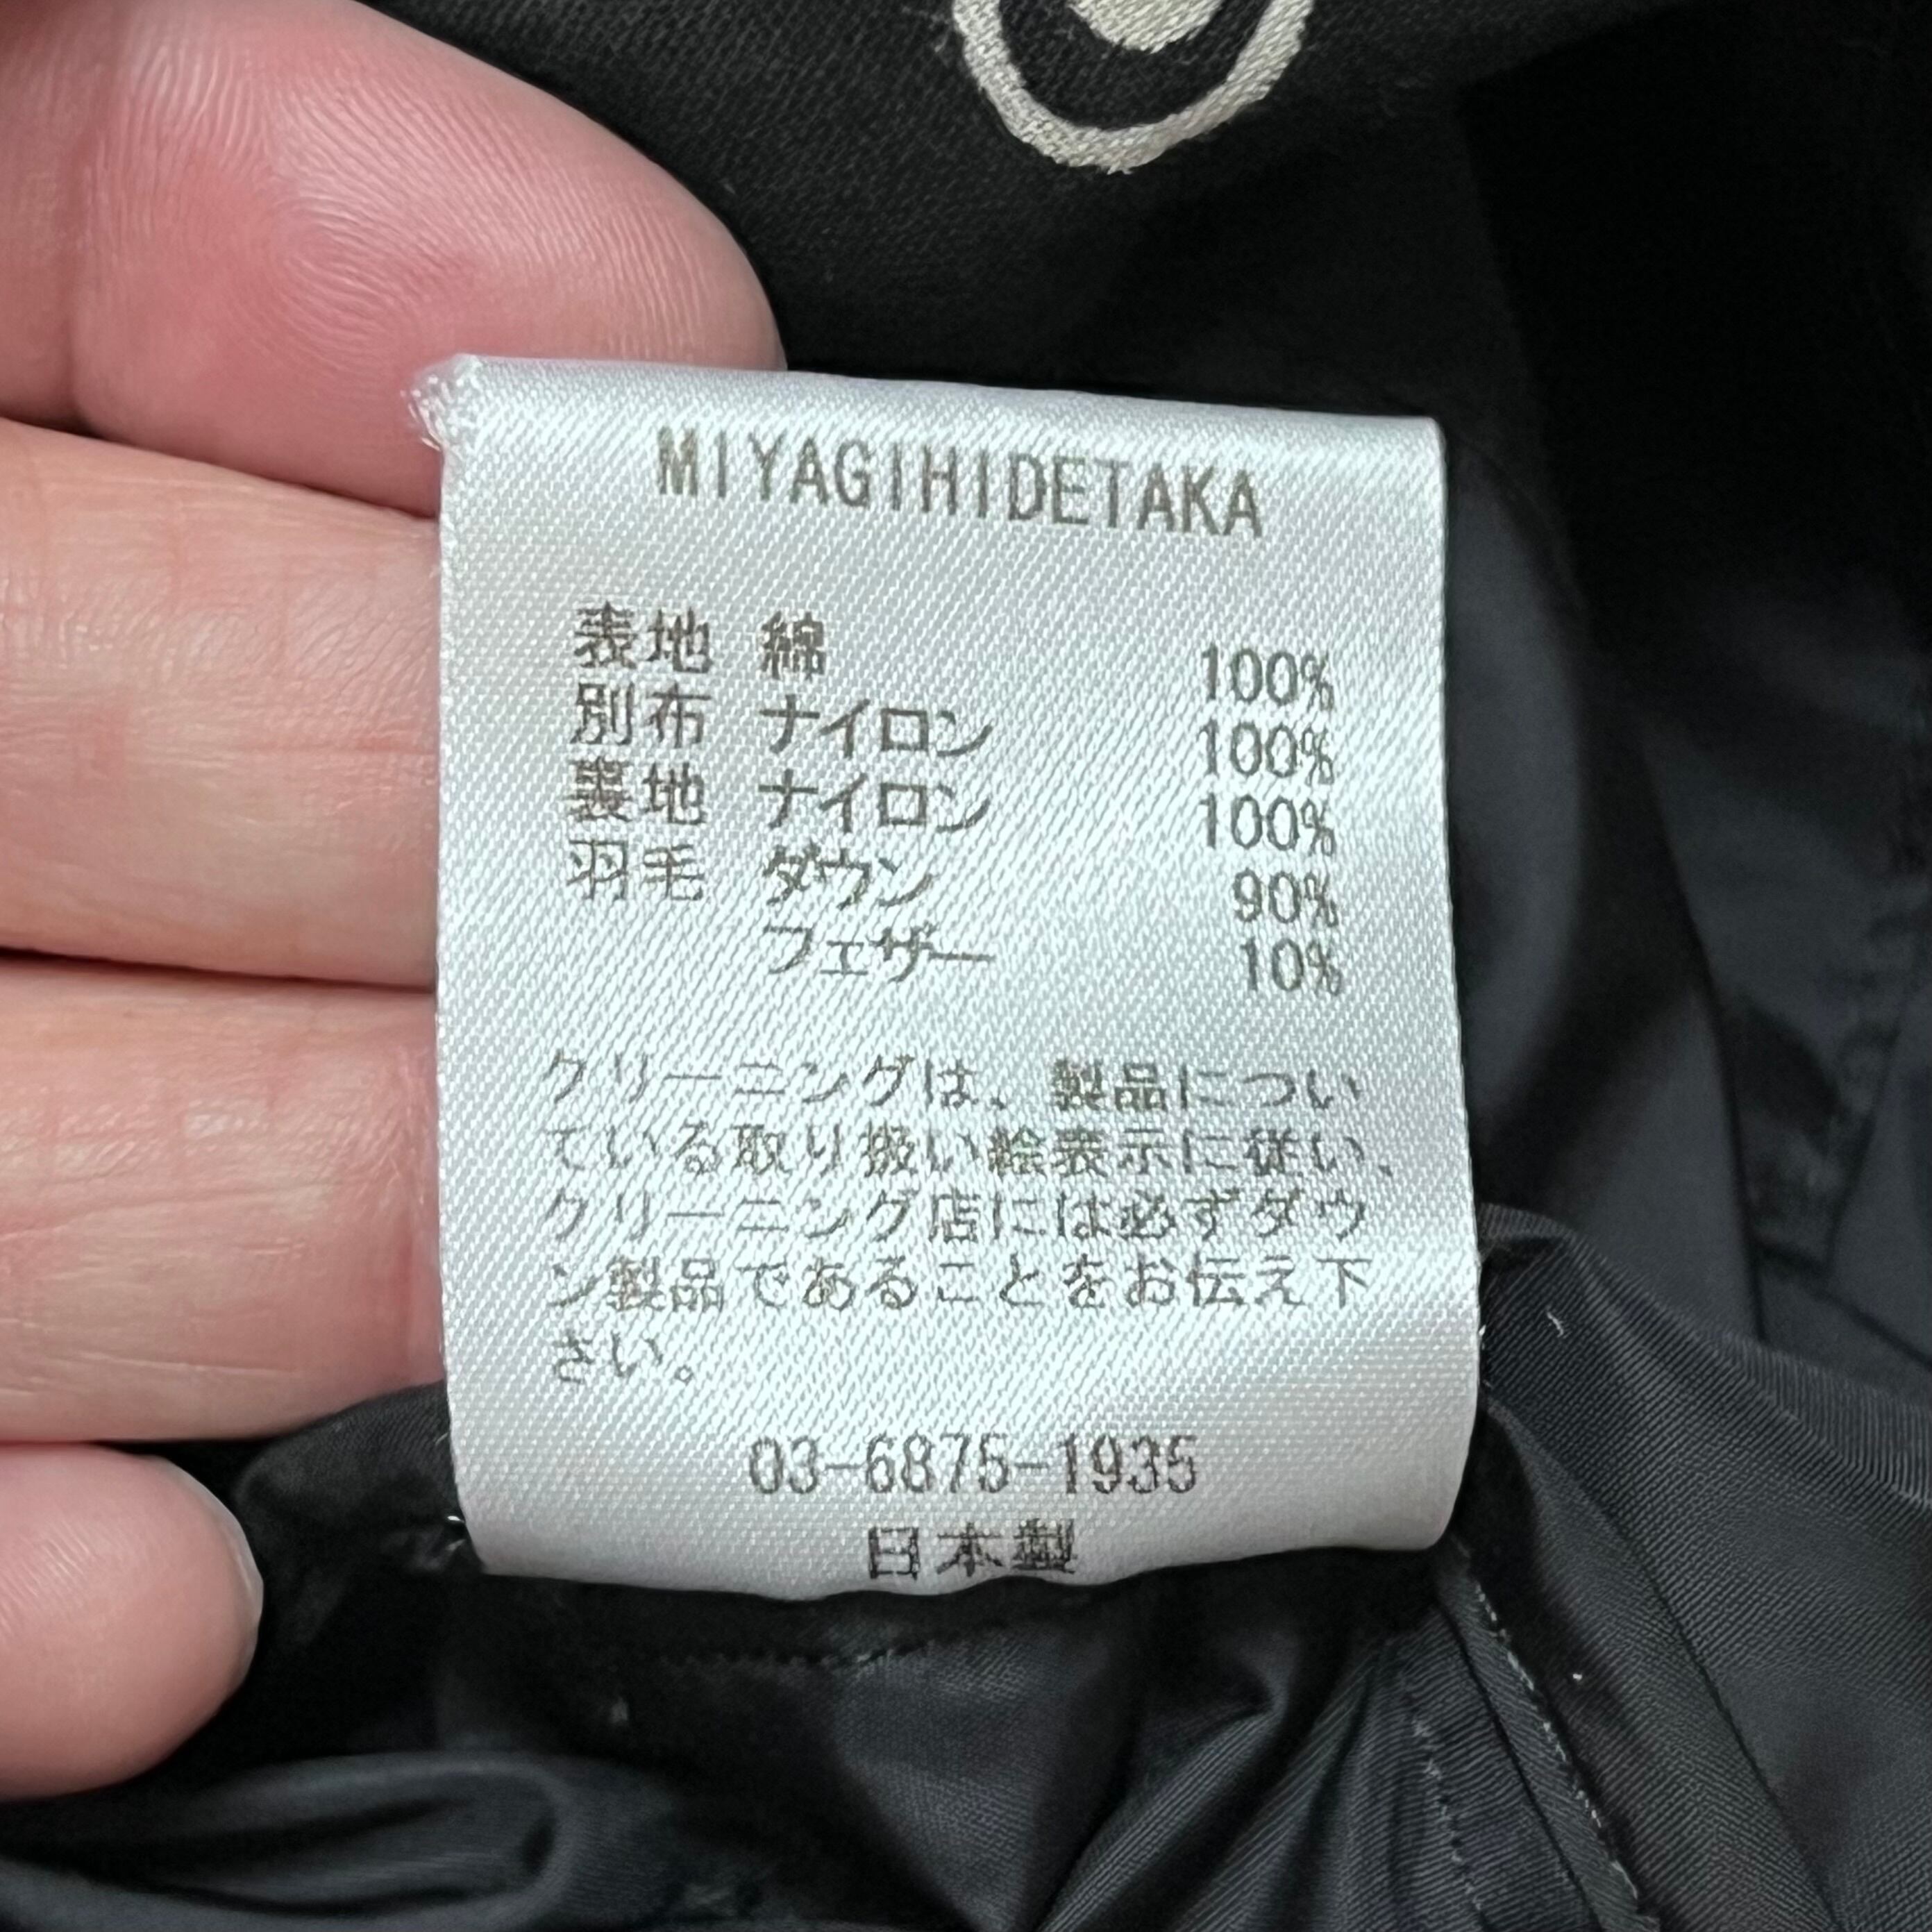 MIYAGIHIDETAKA
表地 綿 100%
別布 ナイロン 100%
裏地 ナイロン 100%
羽毛 ダウン 90%
フェザー 10%
クリーニングは、製品につい
ている取り扱い絵表示に従い、
クリーニング店には必ずダウ
ン製品であることをお伝え下
さい。
03-6875-1935
日本製